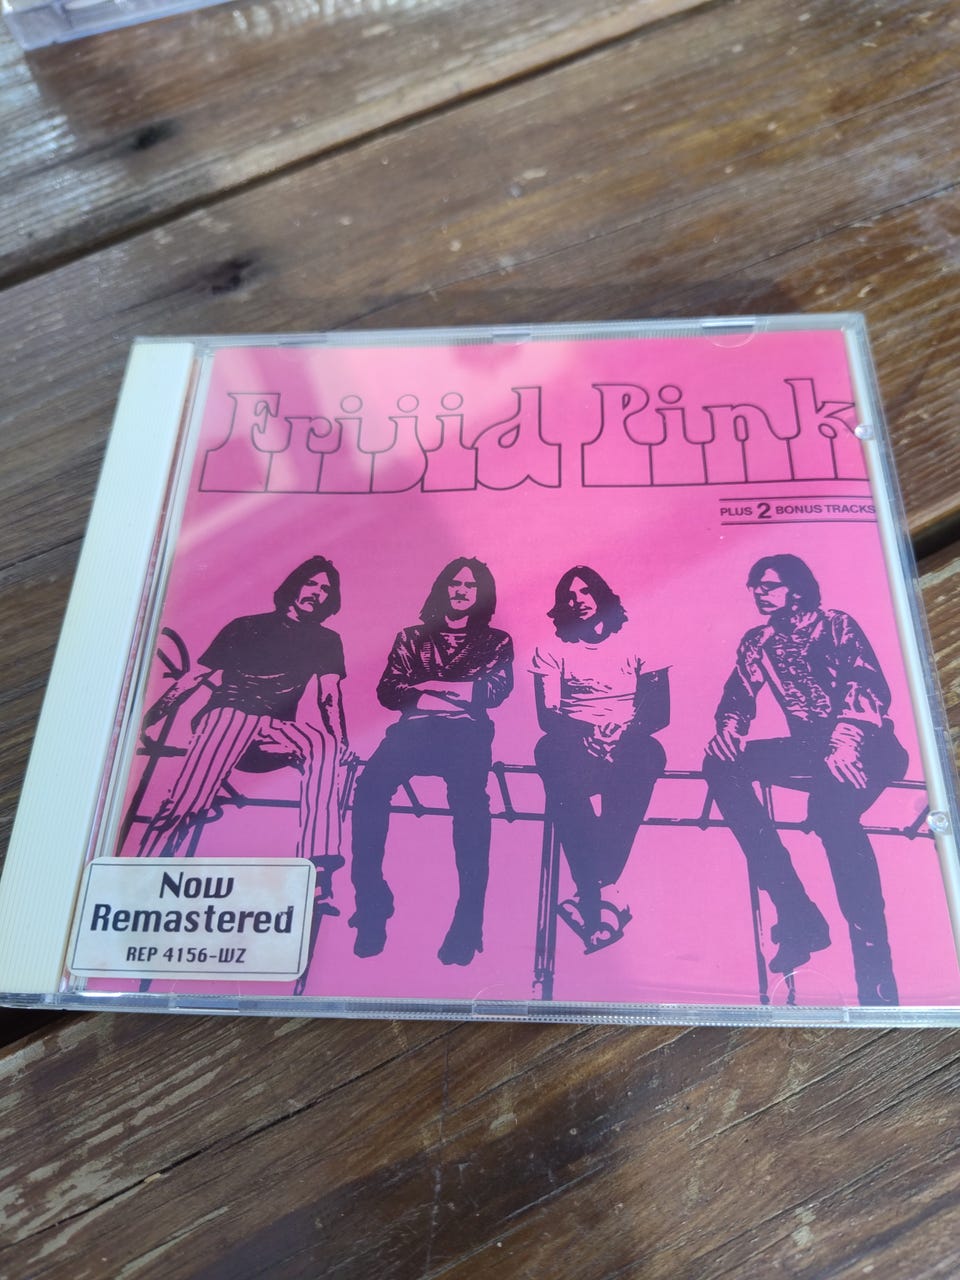 Frijid Pink
PLUS 2 BONUS TRACKS
Now
Remastered
REP 4156-WZ